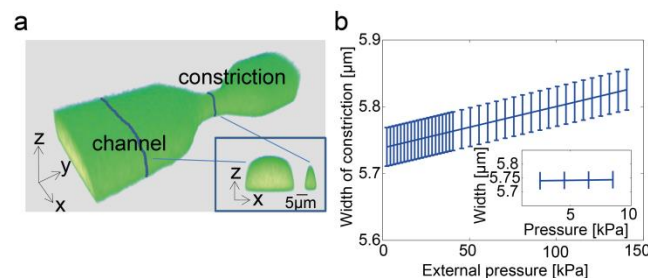 a
constriction
channel
z
y
x
z
x
5μm
b
Width of constriction [μm]
5.9
5.8
5.7
5.6
0
50
100
150
External pressure [kPa]
Width [μm]
5.8
5.75
5.7
5
10
Pressure [kPa]